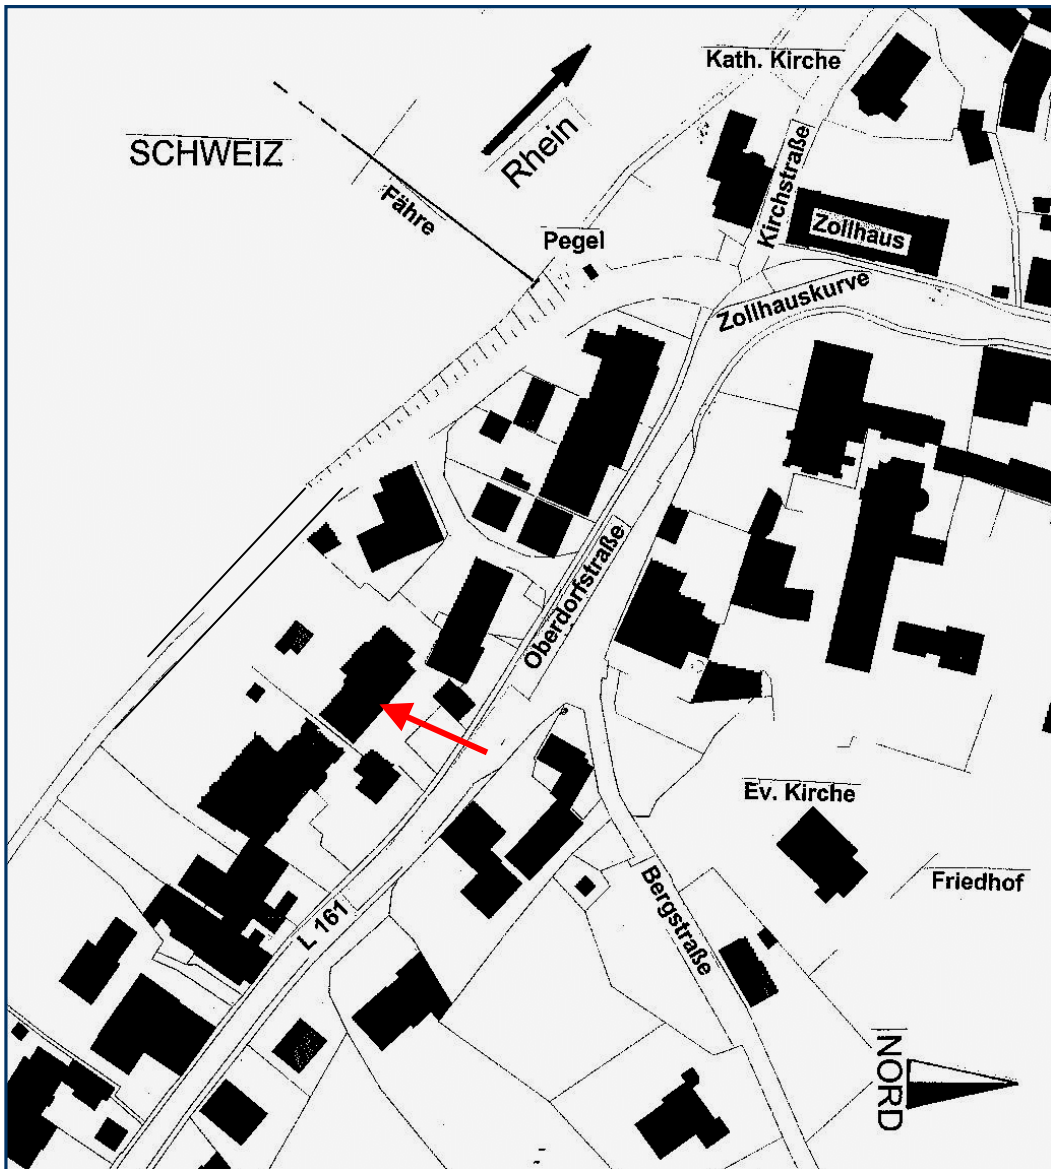 Kath. Kirche
SCHWEIZ
Rhein
Fähre
Kirchstraße
Zollhaus
Pegel
Zollhauskurve
Oberdorfstraße
Ev. Kirche
Friedhof
Bergstraße
L 161
NORD